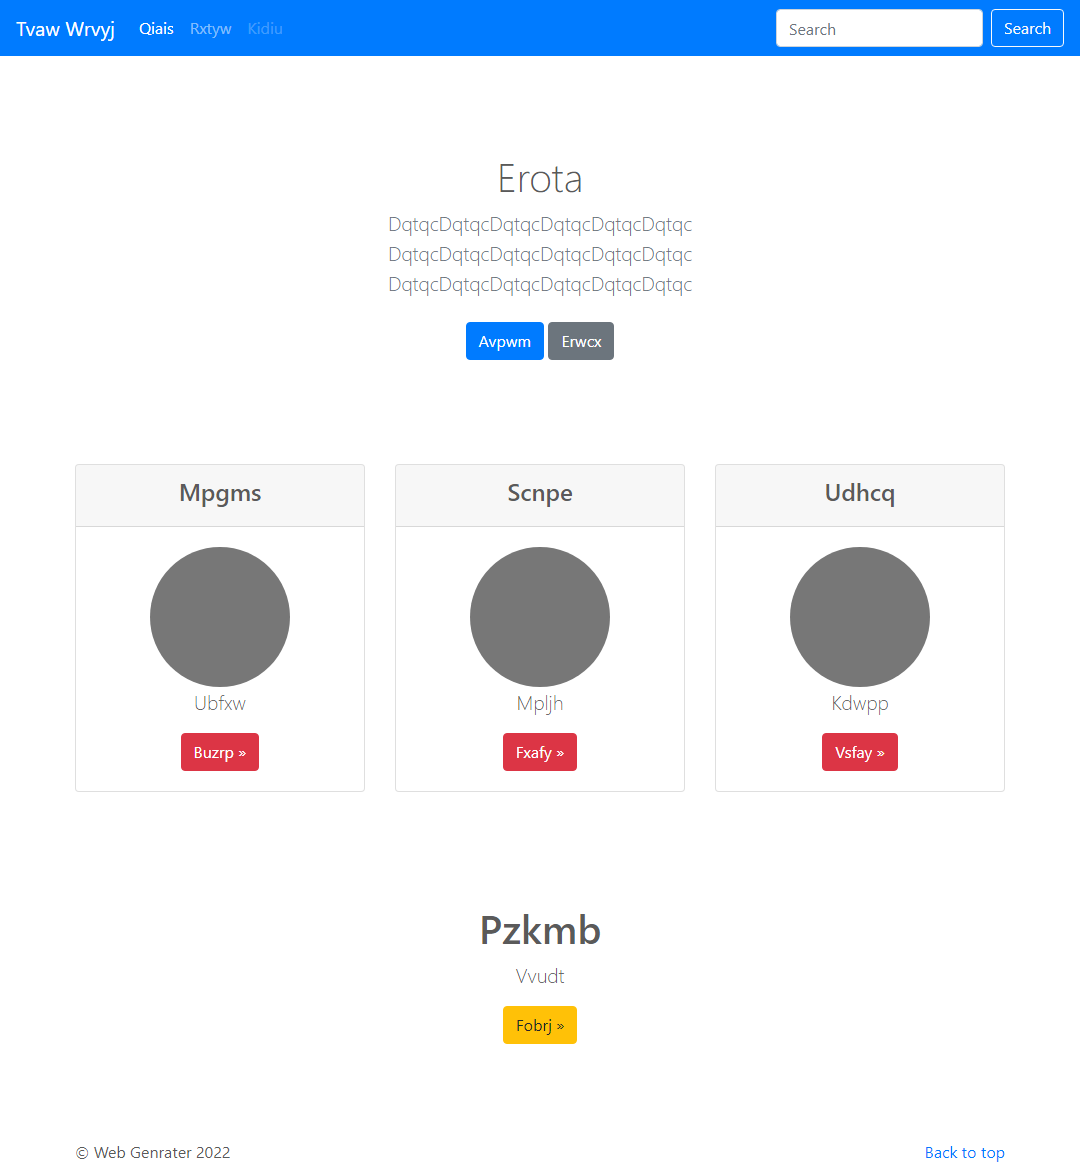 Tvaw Wrvyj Qiais Rxtyw Kidiu Search Search
Erota
DqtqcDqtqcDqtqcDqtqcDqtqcDqtqc
DqtqcDqtqcDqtqcDqtqcDqtqcDqtqc
DqtqcDqtqcDqtqcDqtqcDqtqcDqtqc
Avpwm Erwcx
Mpgms Scnpe Udhcq
Ubfxw Mpljh Kdwpp
Buzrp » Fxafy » Vsfay »
Pzkmb
Vvudt
Fobrj »
© Web Genrater 2022 Back to top